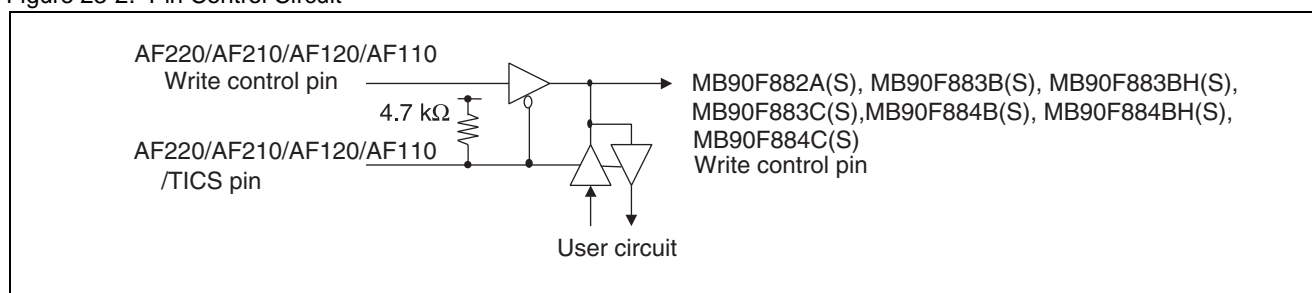 Figure 23-2. Pin Control Circuit
AF220/AF210/AF120/AF110
Write control pin
4.7 kΩ
AF220/AF210/AF120/AF110
/TICS pin
MB90F882A(S), MB90F883B(S), MB90F883BH(S),
MB90F883C(S),MB90F884B(S), MB90F884BH(S),
MB90F884C(S)
Write control pin
User circuit